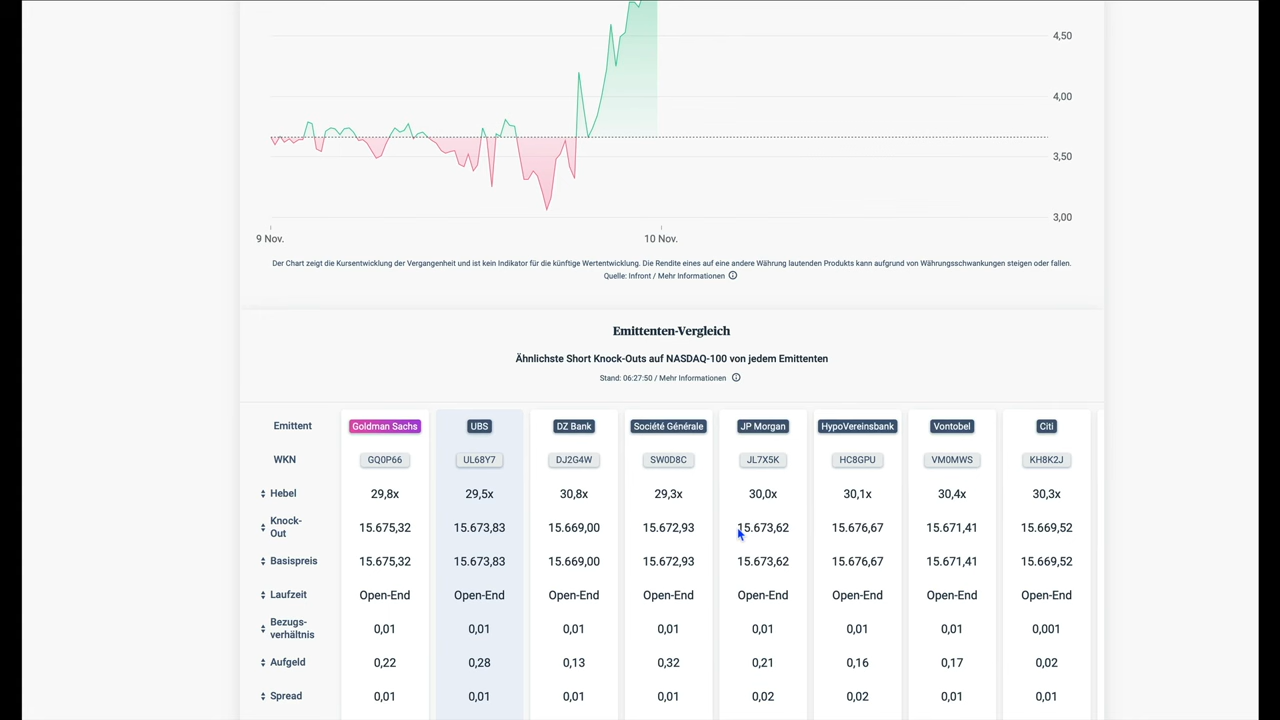 4,50
4,00
3,50
3,00
9 Nov. 10 Nov.
Der Chart zeigt die Kursentwicklung der Vergangenheit und ist kein Indikator für die künftige Wertentwicklung. Die Rendite eines auf eine andere Währung lautenden Produkts kann aufgrund von Währungsschwankungen steigen oder fallen.
Quelle: Infront / Mehr Informationen
Emittenten-Vergleich
Ähnlichste Short Knock-Outs auf NASDAQ-100 von jedem Emittenten
Stand: 06:27:50 / Mehr Informationen
Emittent Goldman Sachs UBS DZ Bank Société Générale JP Morgan HypoVereinsbank Vontobel Citi
WKN GQ0P66 UL68Y7 DJ2G4W SW0D8C JL7X5K HC8GPU VM0MWS KH8K2J
Hebel 29,8x 29,5x 30,8x 29,3x 30,0x 30,1x 30,4x 30,3x
Knock-
Out 15.675,32 15.673,83 15.669,00 15.672,93 15.673,62 15.676,67 15.671,41 15.669,52
Basispreis 15.675,32 15.673,83 15.669,00 15.672,93 15.673,62 15.676,67 15.671,41 15.669,52
Laufzeit Open-End Open-End Open-End Open-End Open-End Open-End Open-End Open-End
Bezugs-
verhältnis 0,01 0,01 0,01 0,01 0,01 0,01 0,01 0,001
Aufgeld 0,22 0,28 0,13 0,32 0,21 0,16 0,17 0,02
Spread 0,01 0,01 0,01 0,01 0,02 0,02 0,01 0,01